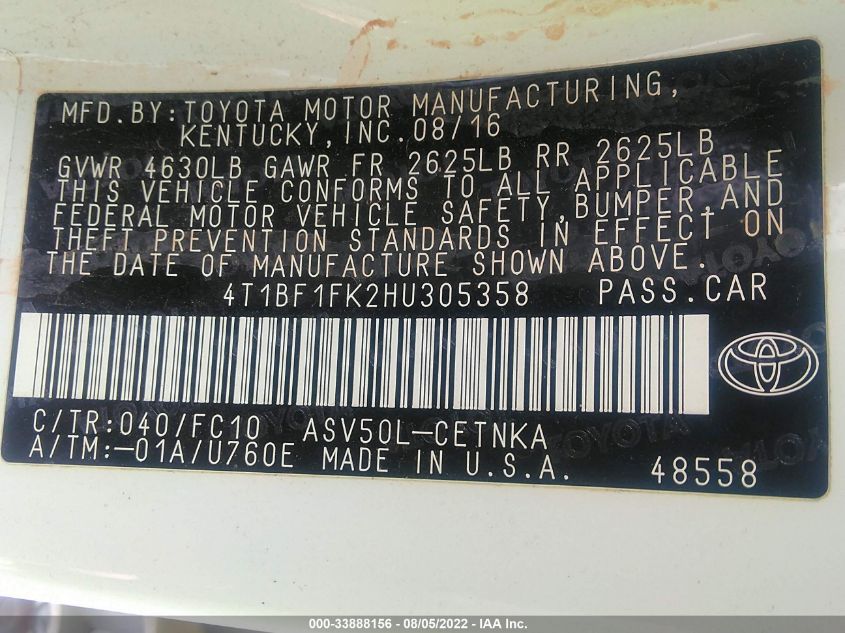 MFD.BY:TOYOTA MOTOR MANUFACTURING,
KENTUCKY,INC.08/16
GVWR 4630LB GAWR FR 2625LB RR 2625LB
THIS VEHICLE CONFORMS TO ALL APPLICABLE
FEDERAL MOTOR VEHICLE SAFETY,BUMPER,AND
THEFT PREVENTION STANDARDS IN EFFECT ON
THE DATE OF MANUFACTURE SHOWN ABOVE.
4T1BF1FK2HU305358 PASS.CAR
C/TR:040/FC10 ASV50L-CETNKA
A/TM:-01A/U760E MADE IN U.S.A. 48558
000-33888156 - 08/05/2022 - IAA Inc.